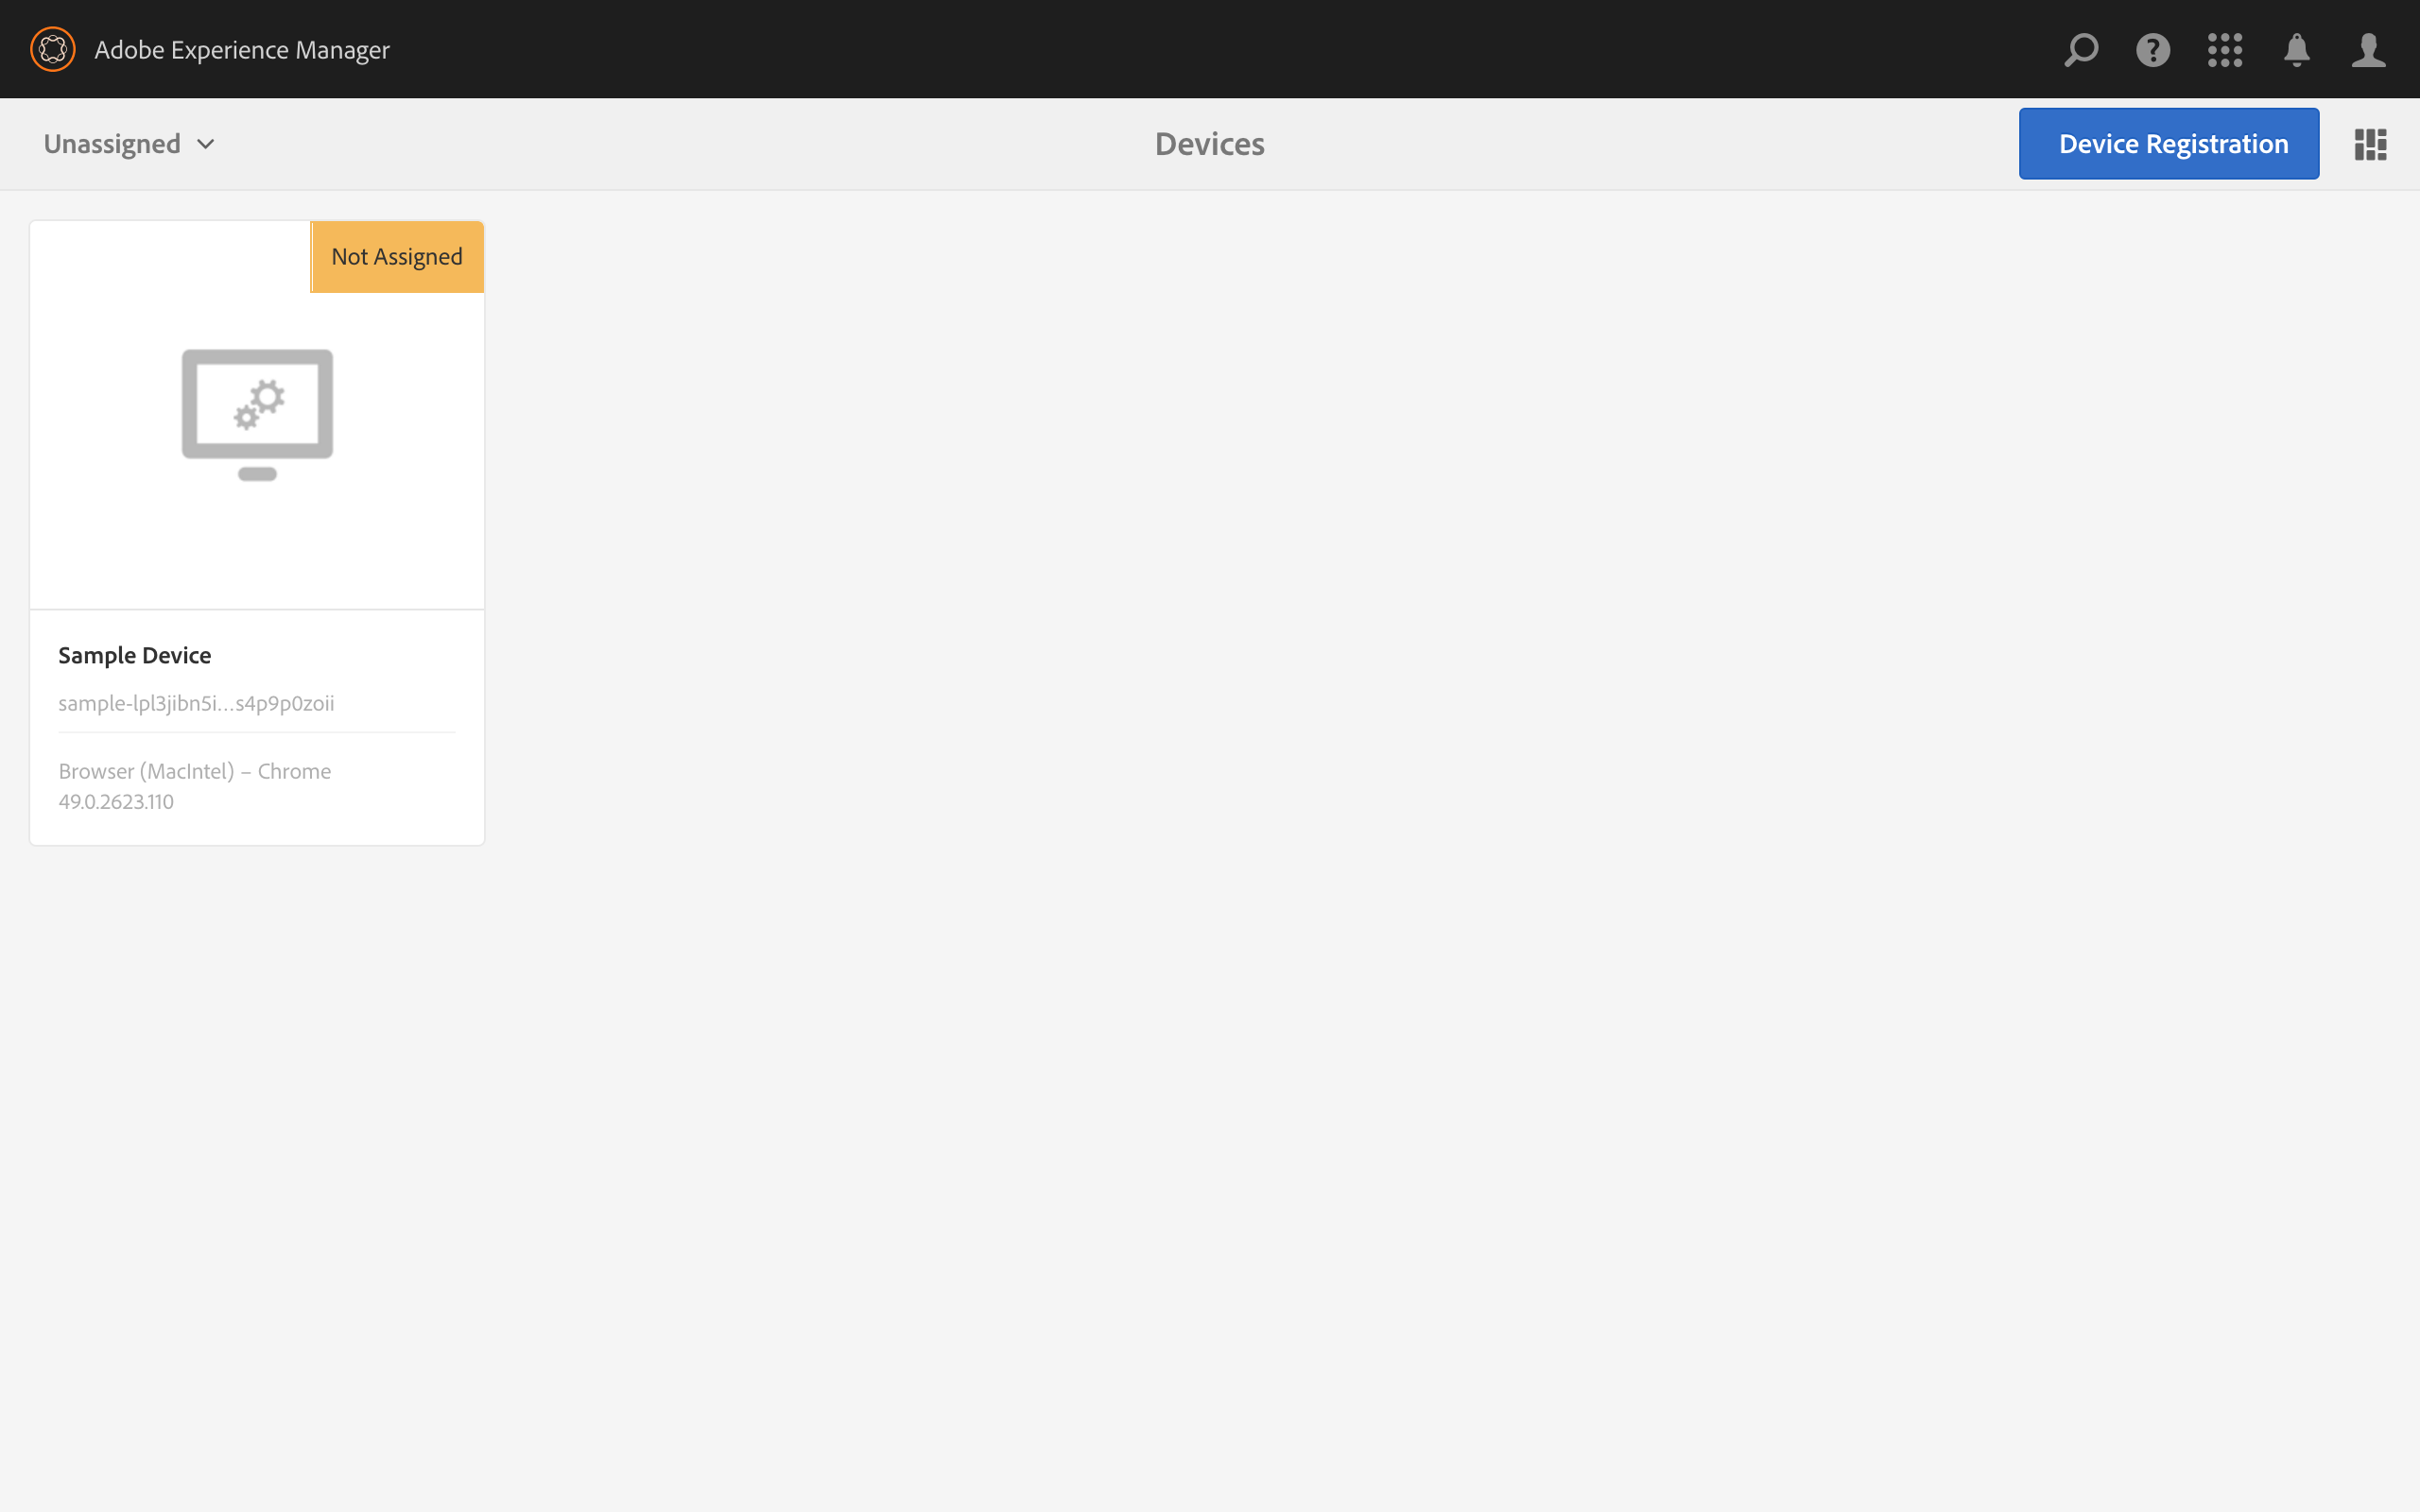 Adobe Experience Manager
Unassigned
Devices
Device Registration
Not Assigned
Sample Device
sample-lpl3jibn5i...s4p9p0zoii
Browser (MacIntel) – Chrome
49.0.2623.110